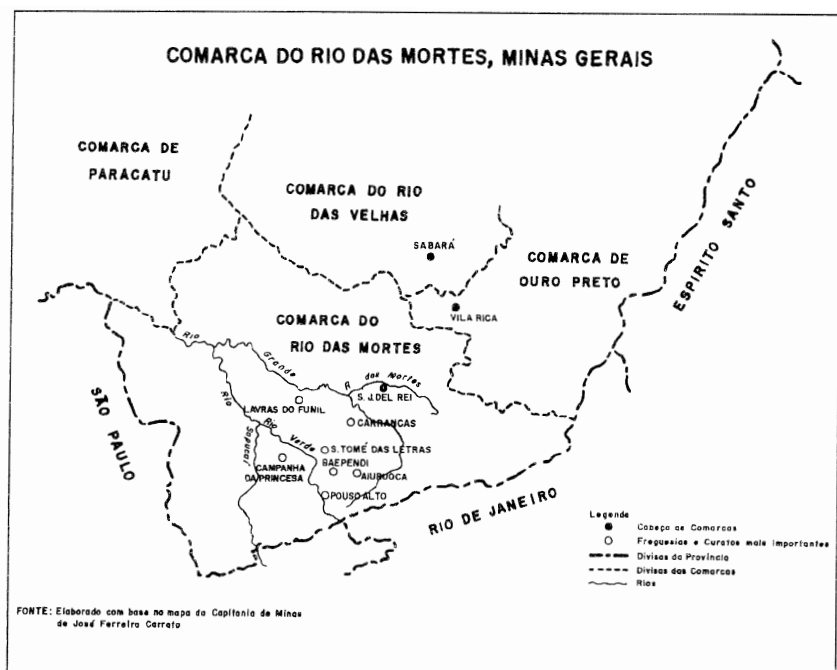 COMARCA DO RIO DAS MORTES, MINAS GERAIS
COMARCA DE
PARACATU
COMARCA DO RIO
DAS VELHAS
SABARÁ
COMARCA DE
OURO PRETO
ESPIRITO SANTO
VILA RICA
COMARCA DO
RIO DAS MORTES
Rio
Grande
R. das Mortes
S. J. DEL REI
SÃO PAULO
Rio
Sapucaí
LAVRAS DO FUNIL
CARRANCAS
Rio Verde
S. TOMÉ DAS LETRAS
BAEPENDI
CAMPANHA
DA PRINCESA
AIURUOCA
POUSO ALTO
RIO DE JANEIRO
Legenda
Cabeça de Comarcas
Freguesias e Curatos mais importantes
Divisas da Província
Divisas das Comarcas
Rios
FONTE: Elaborado com base no mapa da Capitania de Minas
de José Ferreira Carrato